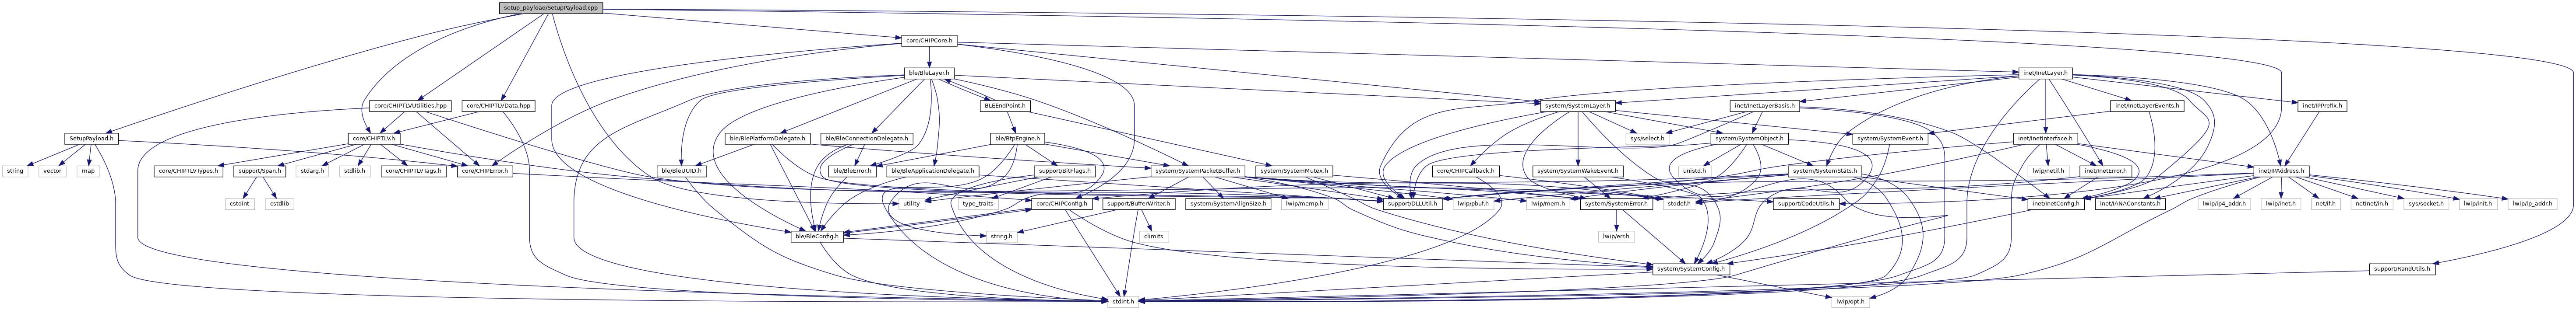 setup_payload/SetupPayload.cpp
core/CHIPCore.h
ble/BleLayer.h
inet/InetLayer.h
core/CHIPTLVUtilities.hpp
core/CHIPTLVData.hpp
BLEEndPoint.h
system/SystemLayer.h
inet/InetLayerBasis.h
inet/InetLayerEvents.h
inet/IPPrefix.h
SetupPayload.h
core/CHIPTLV.h
ble/BlePlatformDelegate.h
ble/BleConnectionDelegate.h
ble/BtpEngine.h
sys/select.h
system/SystemObject.h
system/SystemEvent.h
inet/InetInterface.h
string
vector
map
core/CHIPTLVTypes.h
support/Span.h
stdarg.h
stdlib.h
core/CHIPTLVTags.h
core/CHIPError.h
ble/BleUUID.h
ble/BleError.h
ble/BleApplicationDelegate.h
support/BitFlags.h
system/SystemPacketBuffer.h
system/SystemMutex.h
core/CHIPCallback.h
system/SystemWakeEvent.h
unistd.h
system/SystemStats.h
lwip/netif.h
inet/InetError.h
inet/IPAddress.h
cstdint
cstdlib
utility
type_traits
core/CHIPConfig.h
support/BufferWriter.h
system/SystemAlignSize.h
lwip/memp.h
support/DLLUtil.h
lwip/pbuf.h
lwip/mem.h
system/SystemError.h
stddef.h
support/CodeUtils.h
inet/InetConfig.h
inet/IANAConstants.h
lwip/ip4_addr.h
lwip/inet.h
net/if.h
netinet/in.h
sys/socket.h
lwip/init.h
lwip/ip_addr.h
ble/BleConfig.h
string.h
climits
lwip/err.h
system/SystemConfig.h
support/RandUtils.h
stdint.h
lwip/opt.h